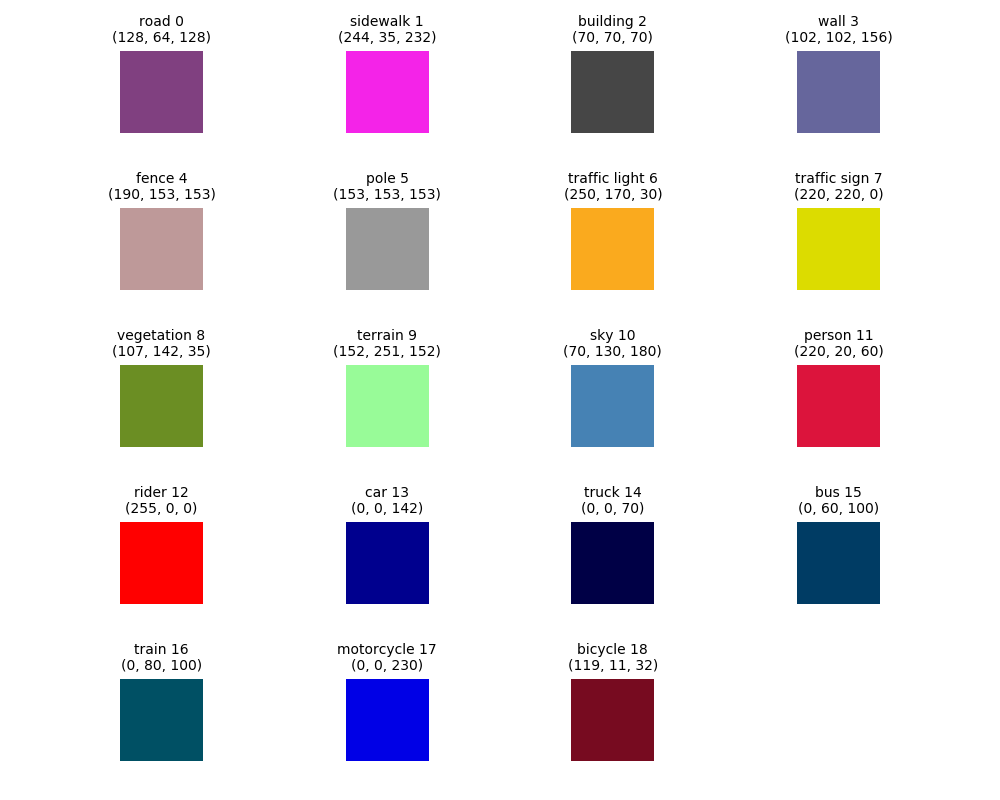 road 0
(128, 64, 128)
sidewalk 1
(244, 35, 232)
building 2
(70, 70, 70)
wall 3
(102, 102, 156)
fence 4
(190, 153, 153)
pole 5
(153, 153, 153)
traffic light 6
(250, 170, 30)
traffic sign 7
(220, 220, 0)
vegetation 8
(107, 142, 35)
terrain 9
(152, 251, 152)
sky 10
(70, 130, 180)
person 11
(220, 20, 60)
rider 12
(255, 0, 0)
car 13
(0, 0, 142)
truck 14
(0, 0, 70)
bus 15
(0, 60, 100)
train 16
(0, 80, 100)
motorcycle 17
(0, 0, 230)
bicycle 18
(119, 11, 32)